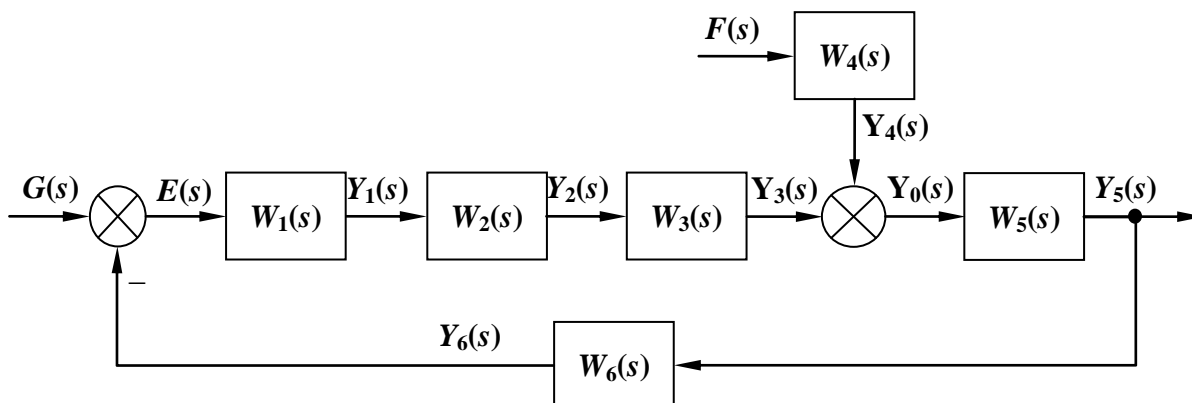 F(s)
W₄(s)
Y₄(s)
G(s)
E(s)
W₁(s)
Y₁(s)
W₂(s)
Y₂(s)
W₃(s)
Y₃(s)
Y₀(s)
W₅(s)
Y₅(s)
–
Y₆(s)
W₆(s)